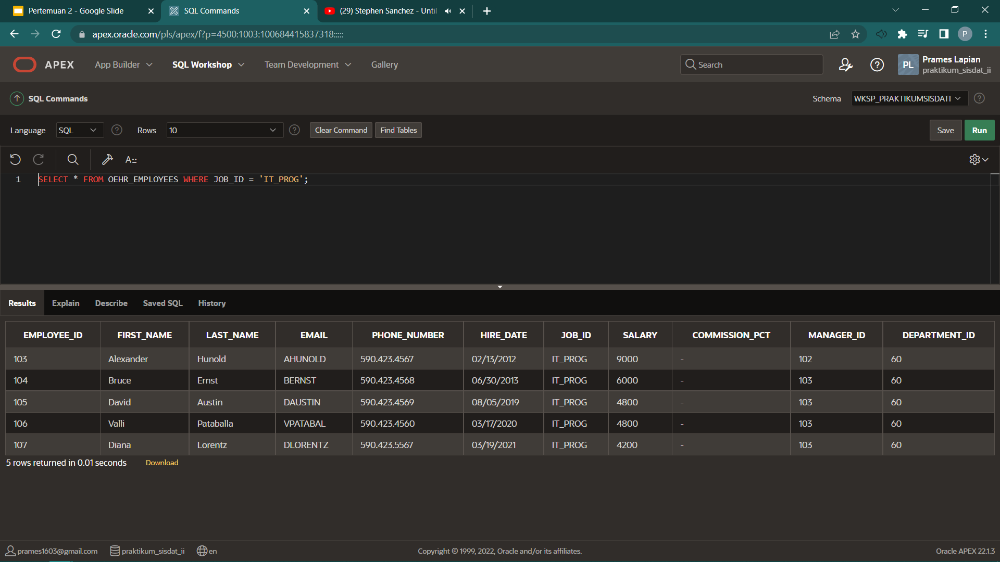 Pertemuan 2 - Google Slide
SQL Commands
(29) Stephen Sanchez - Until
apex.oracle.com/pls/apex/f?p=4500:1003:100684415837318:::::
P
APEX
App Builder
SQL Workshop
Team Development
Gallery
Search
PL
Prames Lapian
praktikum_sisdat_ii
SQL Commands
Schema
WKSP_PRAKTIKUMSISDATI
Language
SQL
Rows
10
Clear Command
Find Tables
Save
Run
A::
1 SELECT * FROM OEHR_EMPLOYEES WHERE JOB_ID = 'IT_PROG';
Results Explain Describe Saved SQL History
EMPLOYEE_ID FIRST_NAME LAST_NAME EMAIL PHONE_NUMBER HIRE_DATE JOB_ID SALARY COMMISSION_PCT MANAGER_ID DEPARTMENT_ID
103 Alexander Hunold AHUNOLD 590.423.4567 02/13/2012 IT_PROG 9000 - 102 60
104 Bruce Ernst BERNST 590.423.4568 06/30/2013 IT_PROG 6000 - 103 60
105 David Austin DAUSTIN 590.423.4569 08/05/2019 IT_PROG 4800 - 103 60
106 Valli Pataballa VPATABAL 590.423.4560 03/17/2020 IT_PROG 4800 - 103 60
107 Diana Lorentz DLORENTZ 590.423.5567 03/19/2021 IT_PROG 4200 - 103 60
5 rows returned in 0.01 seconds Download
prames1603@gmail.com praktikum_sisdat_ii en
Copyright © 1999, 2022, Oracle and/or its affiliates.
Oracle APEX 22.1.3